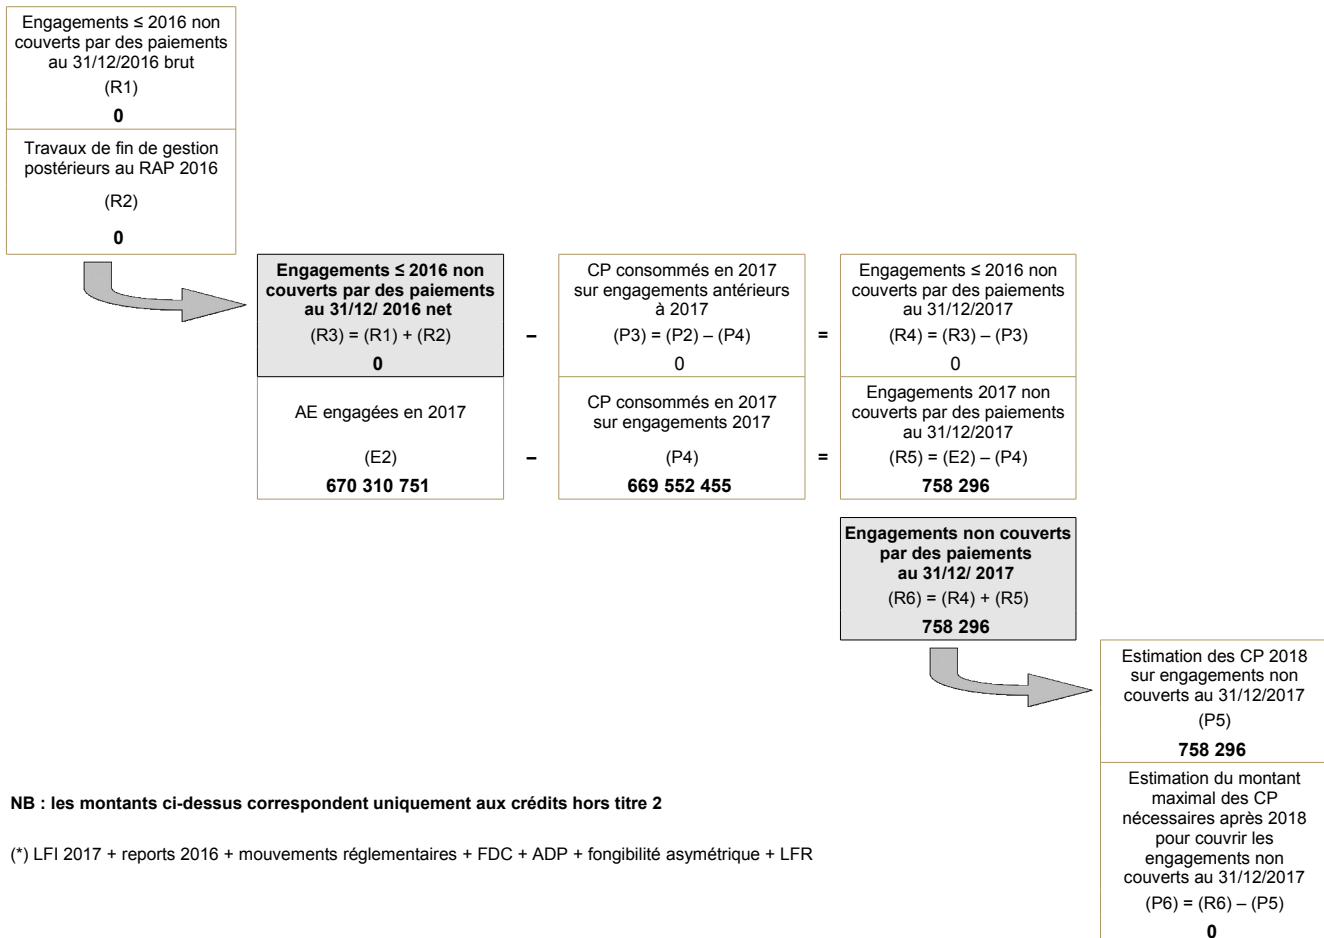 Engagements ≤ 2016 non
couverts par des paiements
au 31/12/2016 brut
(R1)
0
Travaux de fin de gestion
postérieurs au RAP 2016
(R2)
0
Engagements ≤ 2016 non
couverts par des paiements
au 31/12/ 2016 net
(R3) = (R1) + (R2)
0
–
CP consommés en 2017
sur engagements antérieurs
à 2017
(P3) = (P2) – (P4)
0
=
Engagements ≤ 2016 non
couverts par des paiements
au 31/12/2017
(R4) = (R3) – (P3)
0
AE engagées en 2017
(E2)
670 310 751
–
CP consommés en 2017
sur engagements 2017
(P4)
669 552 455
=
Engagements 2017 non
couverts par des paiements
au 31/12/2017
(R5) = (E2) – (P4)
758 296
Engagements non couverts
par des paiements
au 31/12/ 2017
(R6) = (R4) + (R5)
758 296
Estimation des CP 2018
sur engagements non
couverts au 31/12/2017
(P5)
758 296
Estimation du montant
maximal des CP
nécessaires après 2018
pour couvrir les
engagements non
couverts au 31/12/2017
(P6) = (R6) – (P5)
0
NB : les montants ci-dessus correspondent uniquement aux crédits hors titre 2
(*) LFI 2017 + reports 2016 + mouvements réglementaires + FDC + ADP + fongibilité asymétrique + LFR